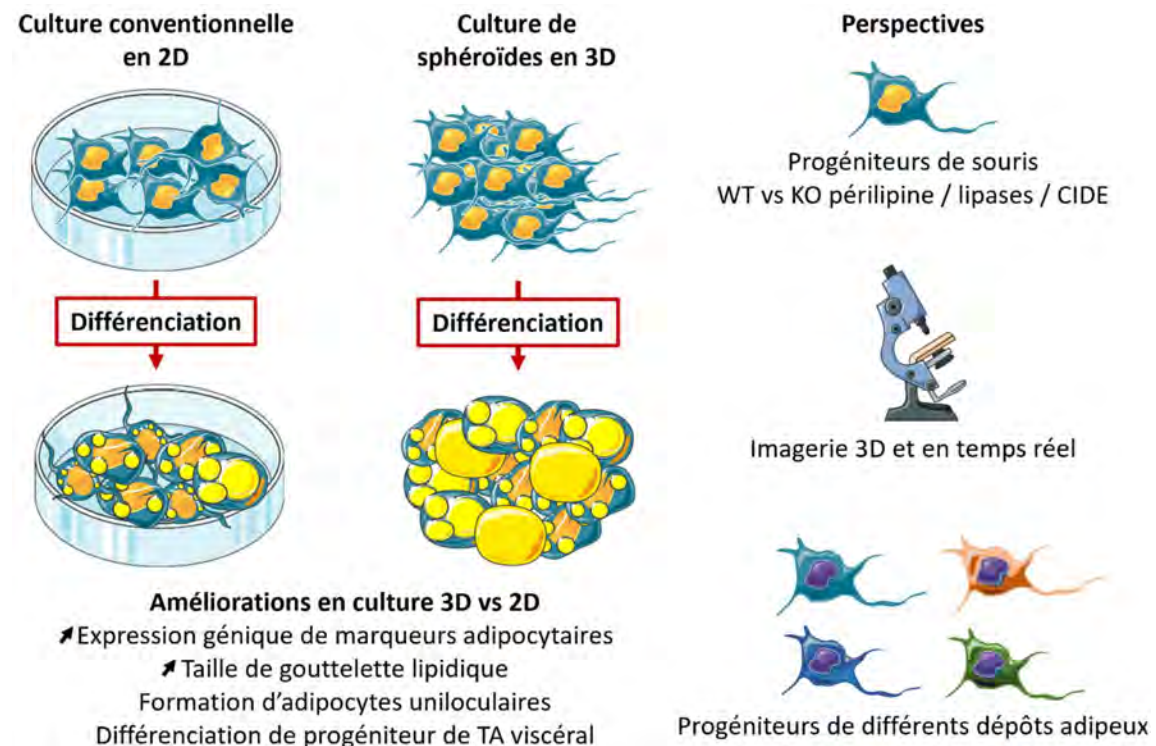 Culture conventionnelle
en 2D
Culture de
sphéroïdes en 3D
Perspectives
Progéniteurs de souris
WT vs KO périlipine / lipases / CIDE
Différenciation
Différenciation
Imagerie 3D et en temps réel
Améliorations en culture 3D vs 2D
Expression génique de marqueurs adipocytaires
Taille de gouttelette lipidique
Formation d’adipocytes uniloculaires
Différenciation de progéniteur de TA viscéral
Progéniteurs de différents dépôts adipeux